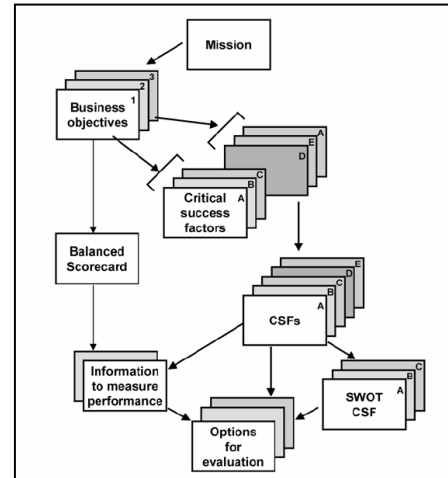 Mission
3
2
1
Business
objectives
A
E
D
C
B
A
Critical
success
factors
Balanced
Scorecard
E
D
C
B
A
CSFs
C
B
A
SWOT
CSF
Information
to measure
performance
Options
for
evaluation